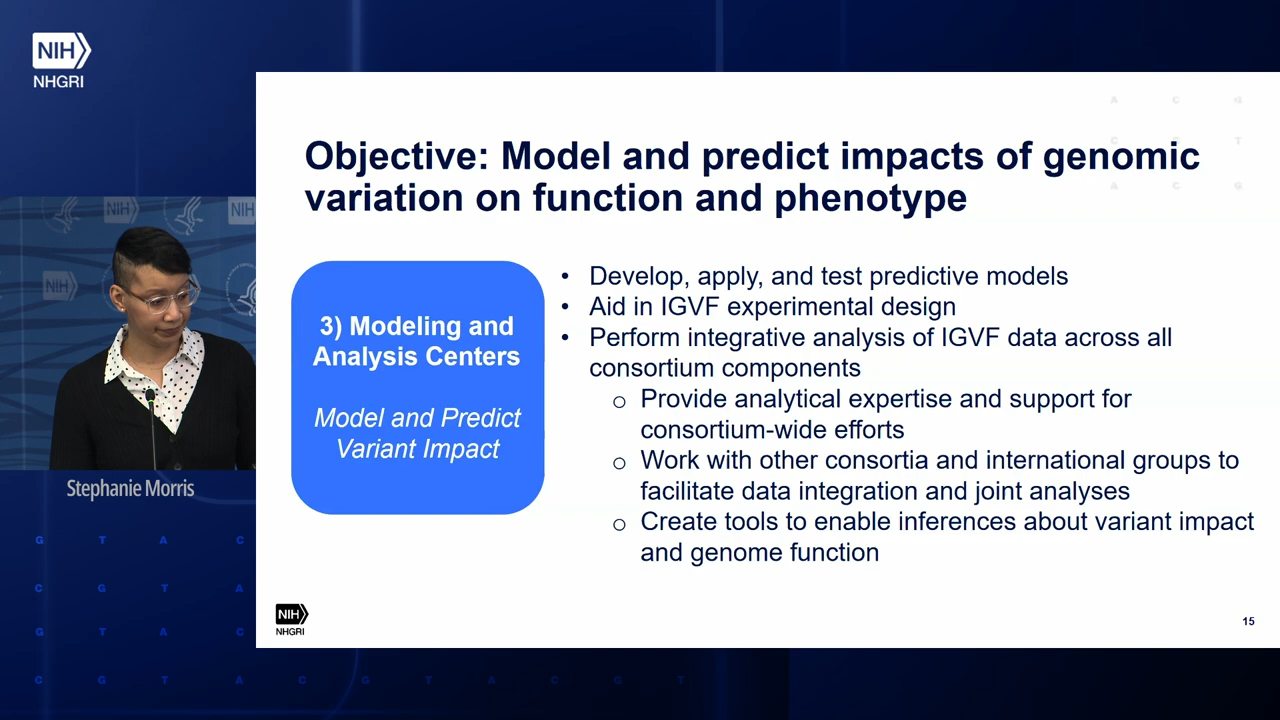 NIH
NHGRI
A C G
C G T
A C G
Objective: Model and predict impacts of genomic
variation on function and phenotype
NIH
NIH
NIH
3) Modeling and
Analysis Centers
Model and Predict
Variant Impact
• Develop, apply, and test predictive models
• Aid in IGVF experimental design
• Perform integrative analysis of IGVF data across all
consortium components
o Provide analytical expertise and support for
consortium-wide efforts
o Work with other consortia and international groups to
facilitate data integration and joint analyses
o Create tools to enable inferences about variant impact
and genome function
Stephanie Morris
G T A C
C G T A
G T A C
C G T A C G T A C G T
NIH
NHGRI
15